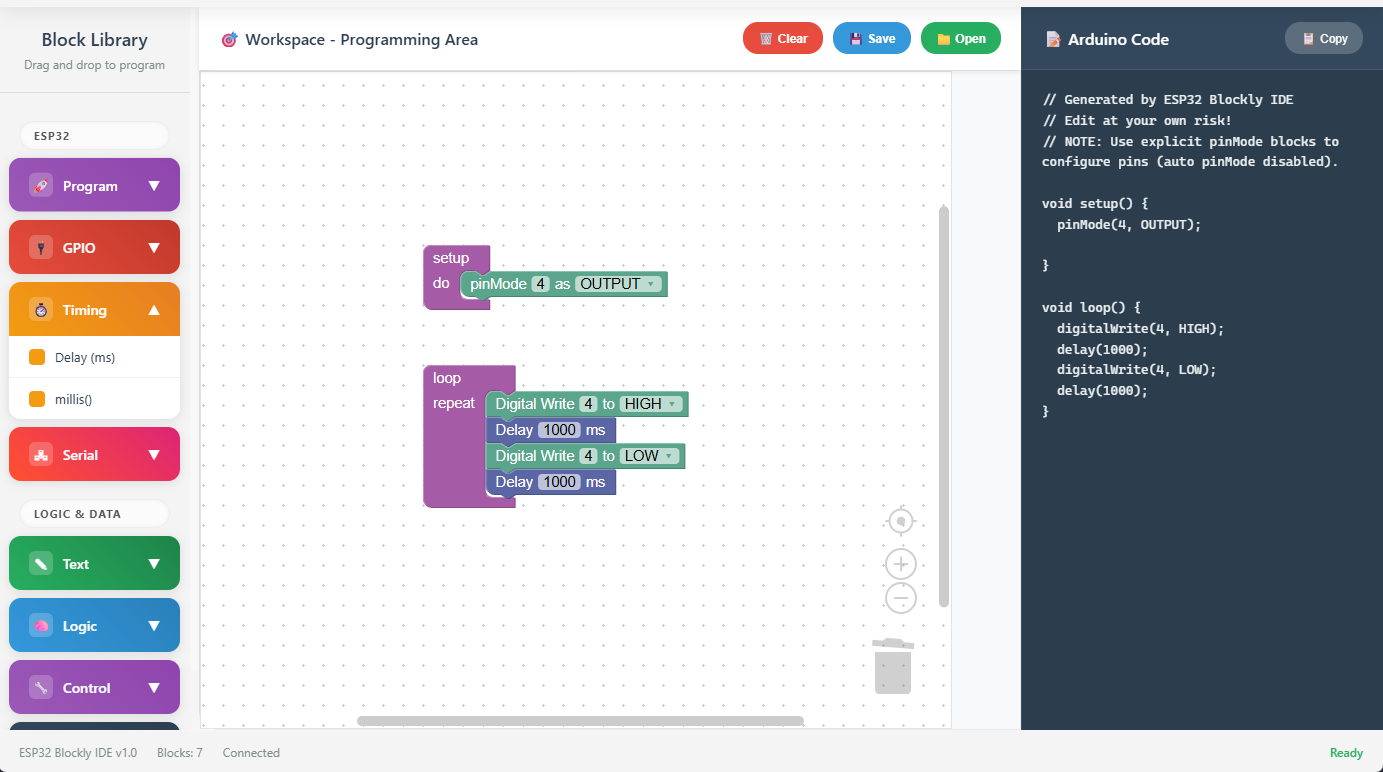 Block Library
Drag and drop to program
ESP32
Program
GPIO
Timing
Delay (ms)
millis()
Serial
LOGIC & DATA
Text
Logic
Control
Workspace - Programming Area
Clear
Save
Open
setup
do pinMode 4 as OUTPUT
loop
repeat Digital Write 4 to HIGH
Delay 1000 ms
Digital Write 4 to LOW
Delay 1000 ms
Arduino Code
Copy
// Generated by ESP32 Blockly IDE
// Edit at your own risk!
// NOTE: Use explicit pinMode blocks to
configure pins (auto pinMode disabled).
void setup() {
  pinMode(4, OUTPUT);
}
void loop() {
  digitalWrite(4, HIGH);
  delay(1000);
  digitalWrite(4, LOW);
  delay(1000);
}
ESP32 Blockly IDE v1.0 Blocks: 7 Connected
Ready